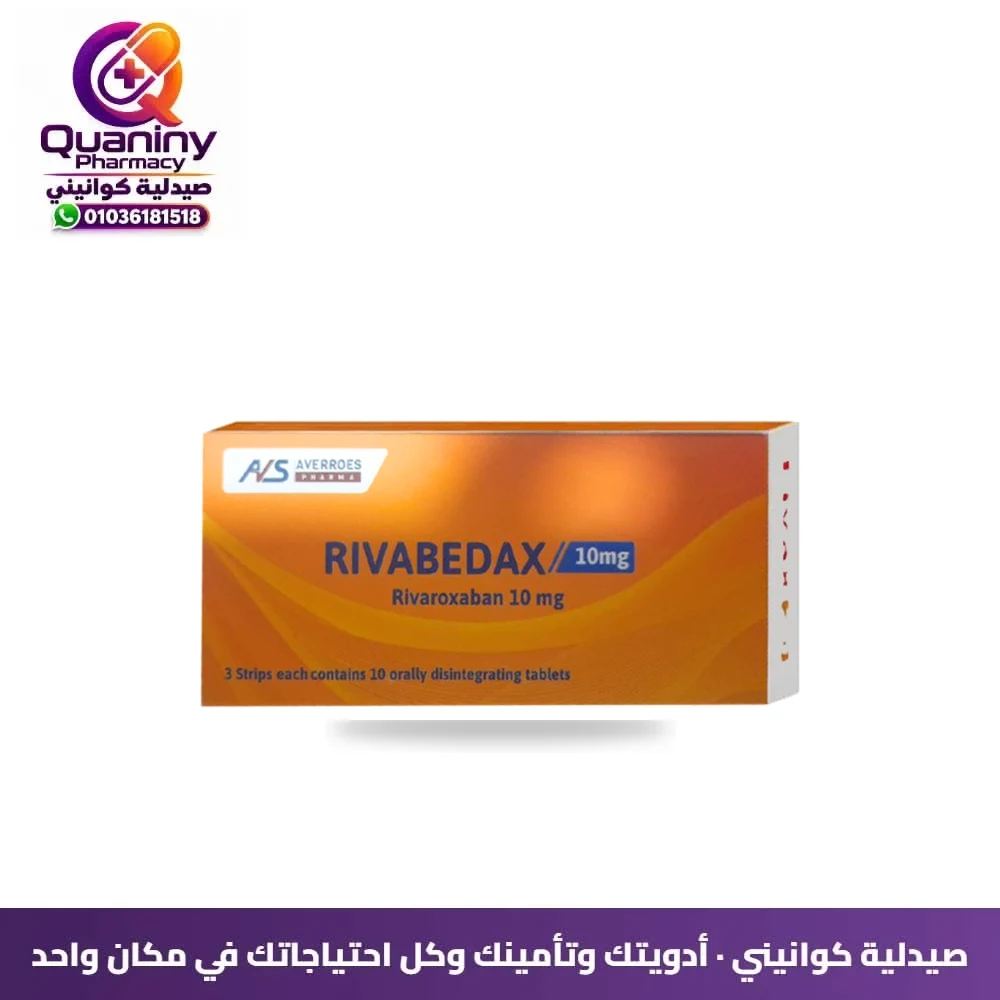 Quaniny
Pharmacy
صيدلية كوانيني
01036181518
AVS AVERROES
PHARMA
RIVABEDAX 10mg
Rivaroxaban 10 mg
3 Strips each contains 10 orally disintegrating tablets
صيدلية كوانيني · أدويتك وتأمينك وكل احتياجاتك في مكان واحد